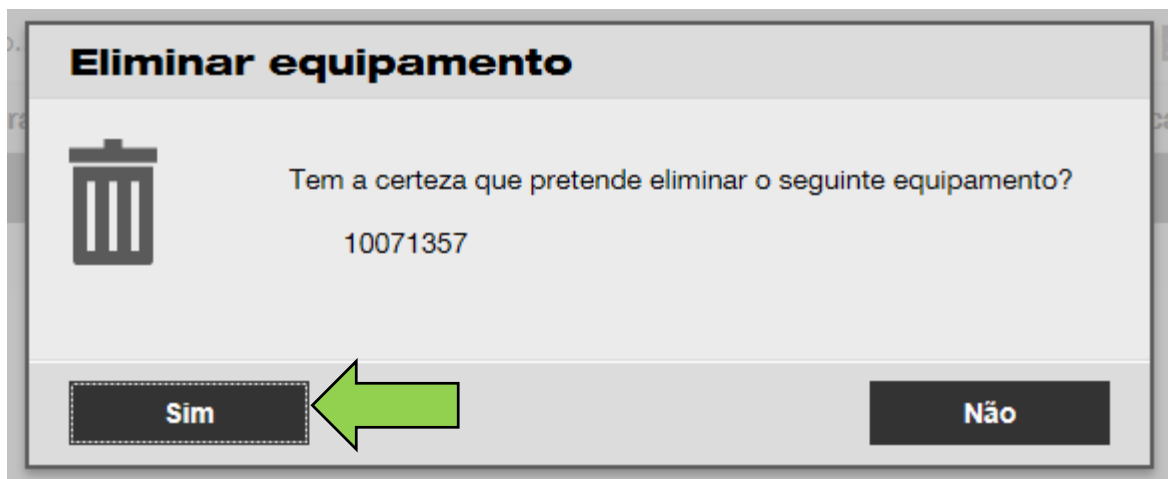 Eliminar equipamento
Tem a certeza que pretende eliminar o seguinte equipamento?
10071357
Sim
Não